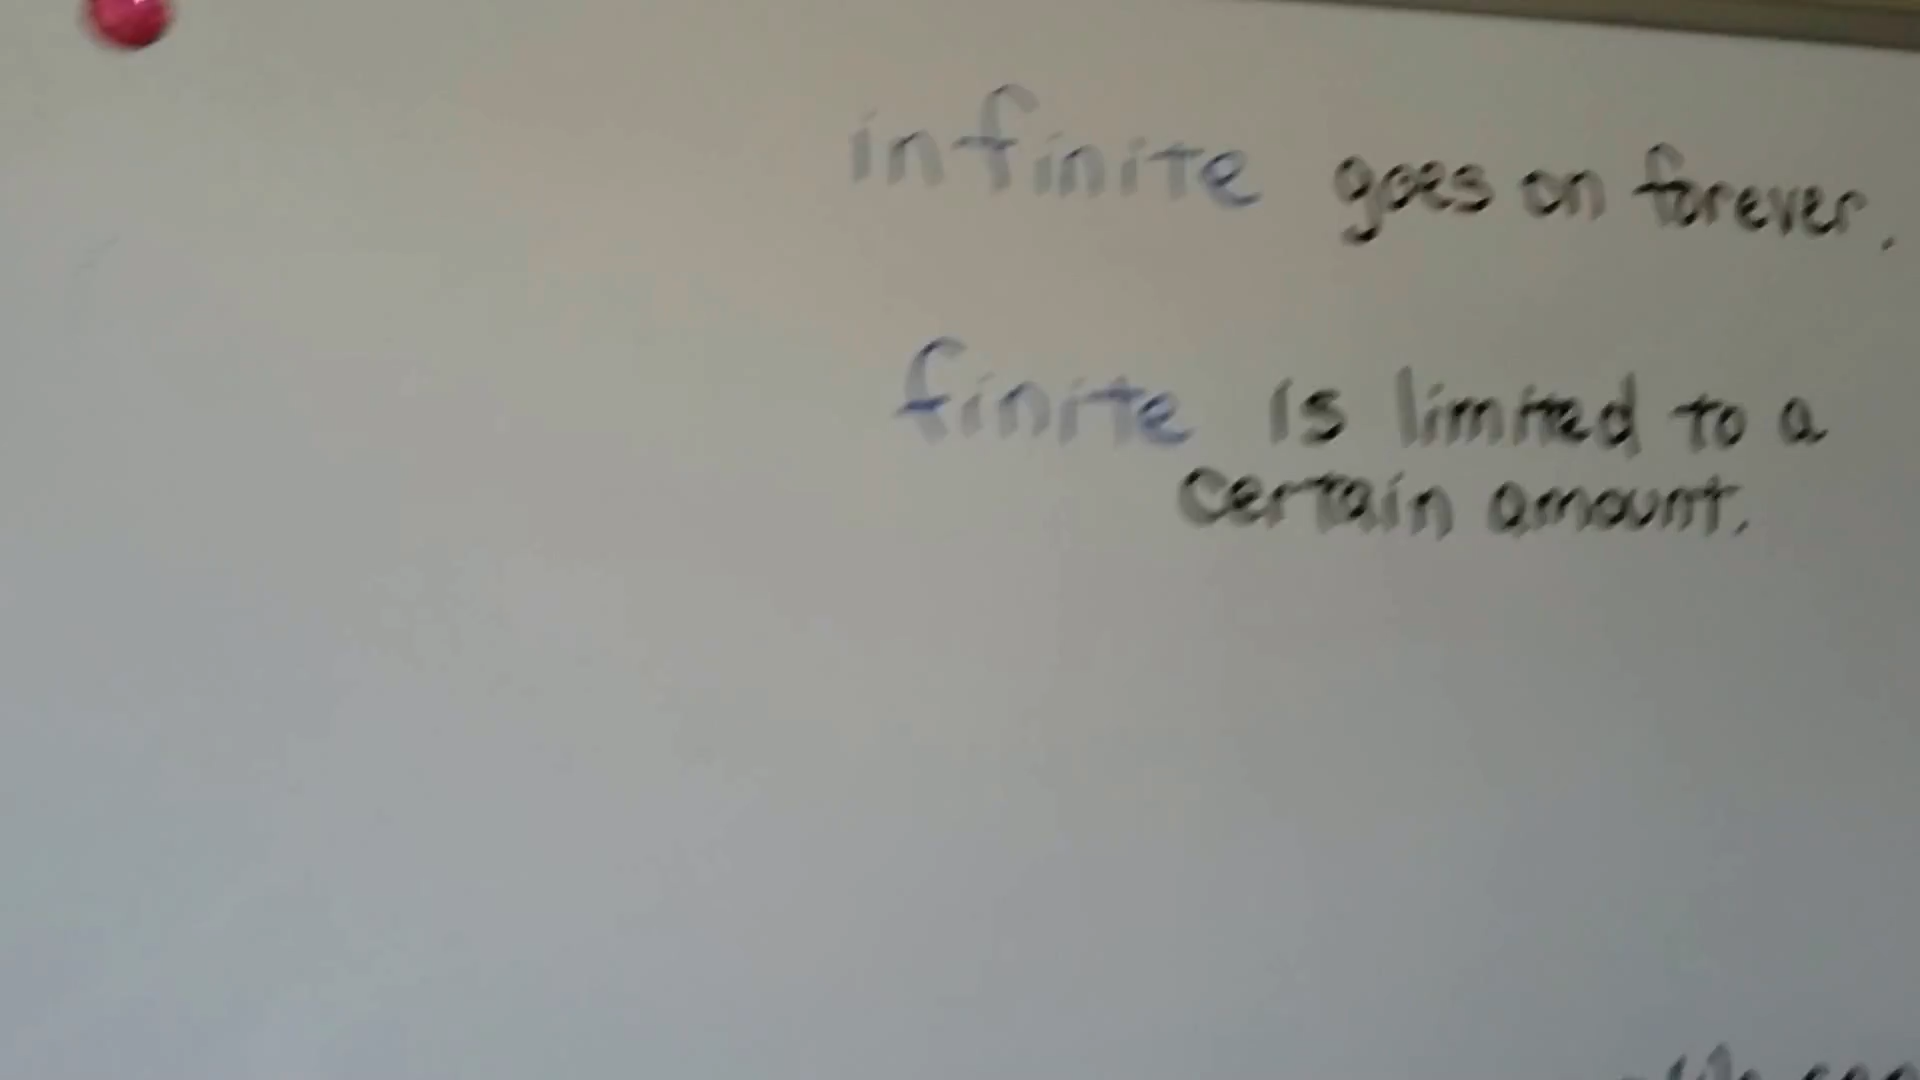 infinite goes on forever.
finite is limited to a
certain amount.